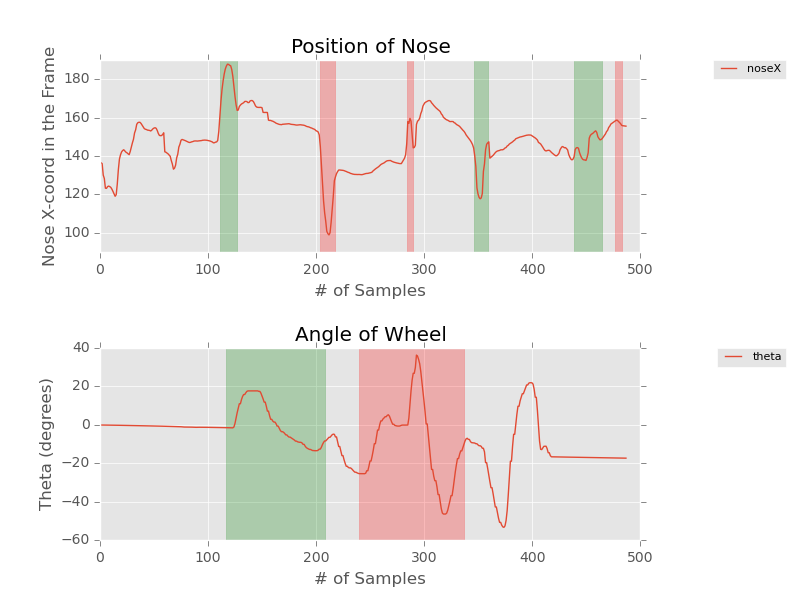 Position of Nose
Nose X-coord in the Frame
180
160
140
120
100
0 100 200 300 400 500
# of Samples
noseX
Angle of Wheel
Theta (degrees)
40
20
0
−20
−40
−60
0 100 200 300 400 500
# of Samples
theta